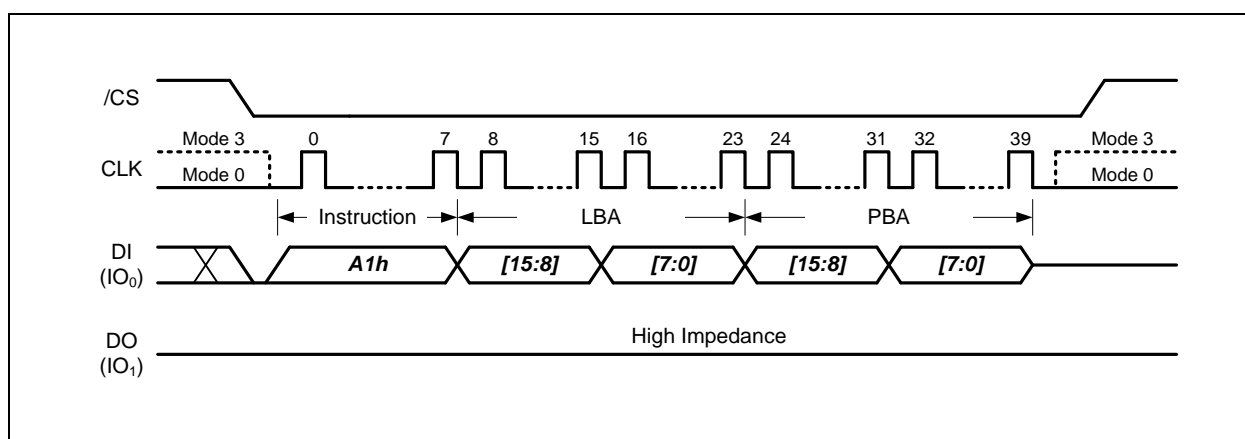 /CS
Mode 3 0 7 8 15 16 23 24 31 32 39 Mode 3
CLK
Mode 0 Mode 0
Instruction LBA PBA
DI
(IO₀)
A1h [15:8] [7:0] [15:8] [7:0]
High Impedance
DO
(IO₁)